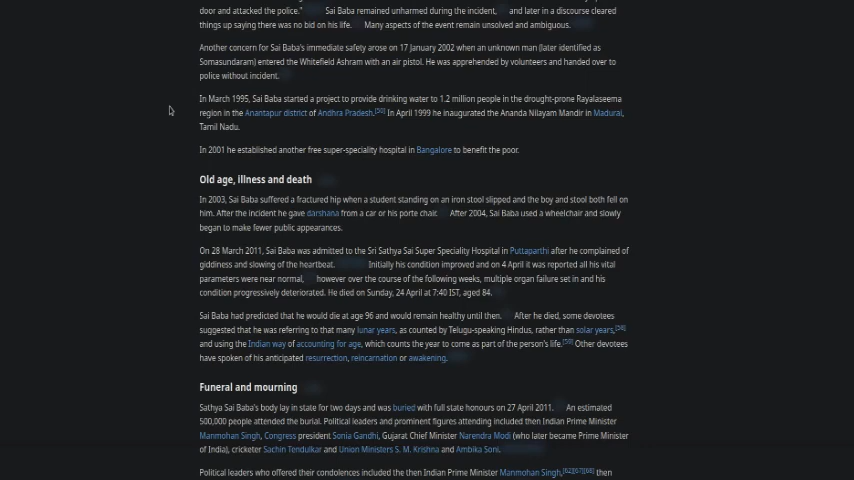 door and attacked the police." Sai Baba remained unharmed during the incident, and later in a discourse cleared
things up saying there was no bid on his life. Many aspects of the event remain unsolved and ambiguous.
Another concern for Sai Baba's immediate safety arose on 17 January 2002 when an unknown man (later identified as
Somasundaram) entered the Whitefield Ashram with an air pistol. He was apprehended by volunteers and handed over to
police without incident.
In March 1995, Sai Baba started a project to provide drinking water to 1.2 million people in the drought-prone Rayalaseema
region in the Anantapur district of Andhra Pradesh.[50] In April 1999 he inaugurated the Ananda Nilayam Mandir in Madurai,
Tamil Nadu.
In 2001 he established another free super-speciality hospital in Bangalore to benefit the poor.
Old age, illness and death
In 2003, Sai Baba suffered a fractured hip when a student standing on an iron stool slipped and the boy and stool both fell on
him. After the incident he gave darshana from a car or his porte chair. After 2004, Sai Baba used a wheelchair and slowly
began to make fewer public appearances.
On 28 March 2011, Sai Baba was admitted to the Sri Sathya Sai Super Speciality Hospital in Puttaparthi after he complained of
giddiness and slowing of the heartbeat. Initially his condition improved and on 4 April it was reported all his vital
parameters were near normal, however over the course of the following weeks, multiple organ failure set in and his
condition progressively deteriorated. He died on Sunday, 24 April at 7:40 IST, aged 84.
Sai Baba had predicted that he would die at age 96 and would remain healthy until then. After he died, some devotees
suggested that he was referring to that many lunar years, as counted by Telugu-speaking Hindus, rather than solar years,[58]
and using the Indian way of accounting for age, which counts the year to come as part of the person's life.[59] Other devotees
have spoken of his anticipated resurrection, reincarnation or awakening.
Funeral and mourning
Sathya Sai Baba's body lay in state for two days and was buried with full state honours on 27 April 2011. An estimated
500,000 people attended the burial. Political leaders and prominent figures attending included then Indian Prime Minister
Manmohan Singh, Congress president Sonia Gandhi, Gujarat Chief Minister Narendra Modi (who later became Prime Minister
of India), cricketer Sachin Tendulkar and Union Ministers S. M. Krishna and Ambika Soni.
Political leaders who offered their condolences included the then Indian Prime Minister Manmohan Singh,[62][67][68] then